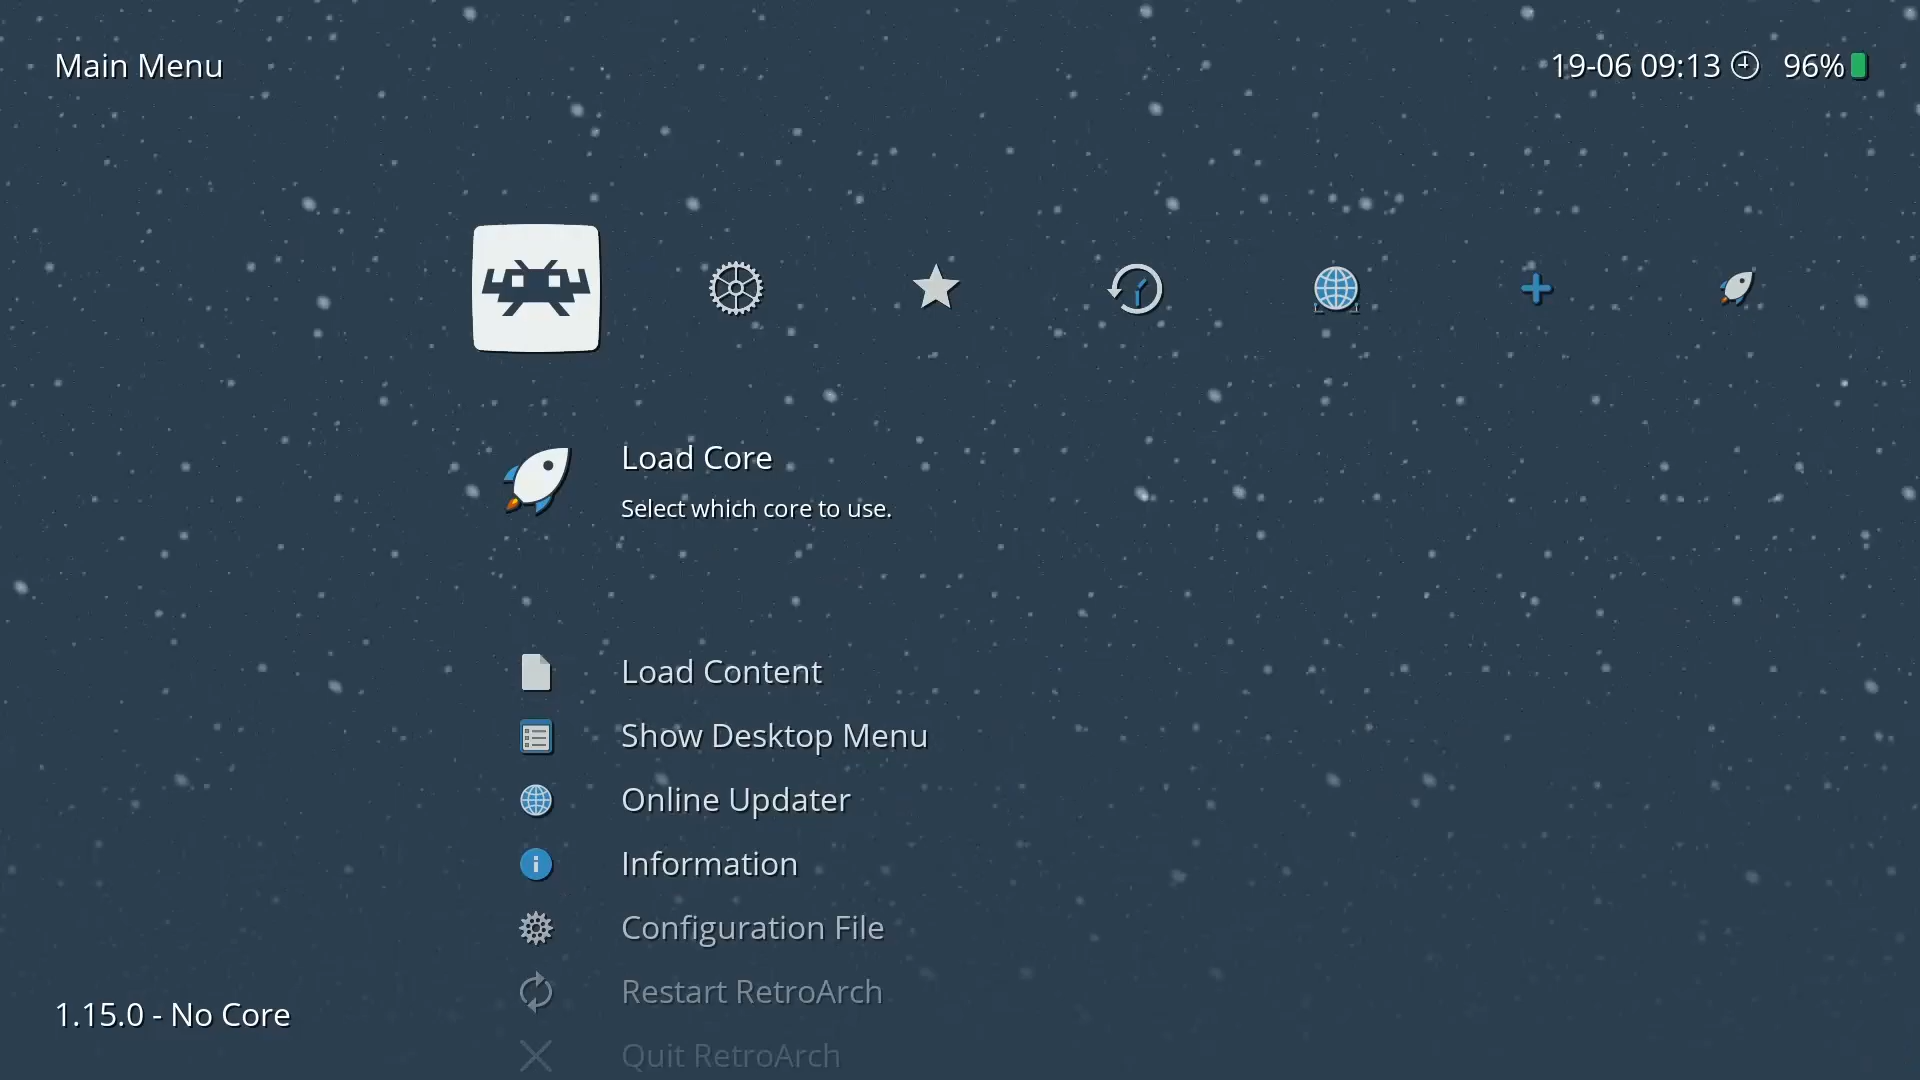 Main Menu
19-06 09:13 96%
Load Core
Select which core to use.
Load Content
Show Desktop Menu
Online Updater
Information
Configuration File
Restart RetroArch
Quit RetroArch
1.15.0 - No Core